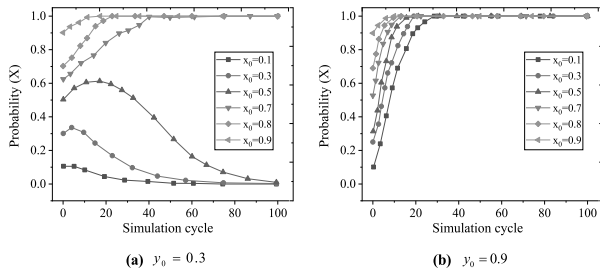 1.0
0.8
0.6
0.4
0.2
0.0
Probability (X)
0
20
40
60
80
100
Simulation cycle
x₀=0.1
x₀=0.3
x₀=0.5
x₀=0.7
x₀=0.8
x₀=0.9
(a) y₀ = 0.3
1.0
0.8
0.6
0.4
0.2
0.0
Probability (X)
0
20
40
60
80
100
Simulation cycle
x₀=0.1
x₀=0.3
x₀=0.5
x₀=0.7
x₀=0.8
x₀=0.9
(b) y₀ = 0.9